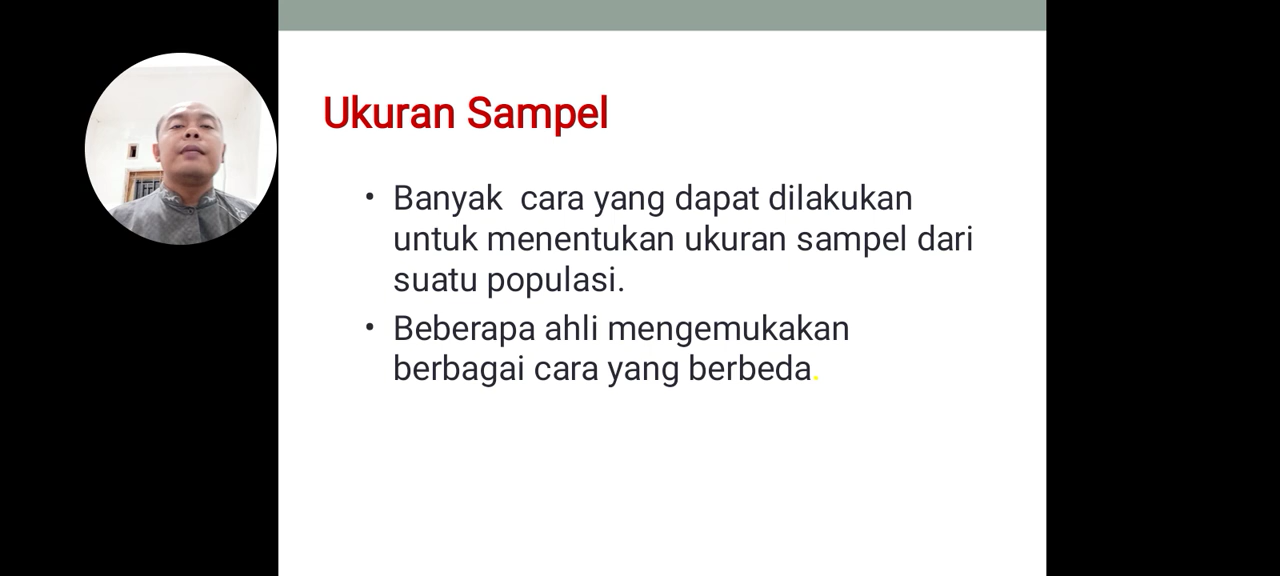 Ukuran Sampel
• Banyak  cara yang dapat dilakukan
untuk menentukan ukuran sampel dari
suatu populasi.
• Beberapa ahli mengemukakan
berbagai cara yang berbeda.